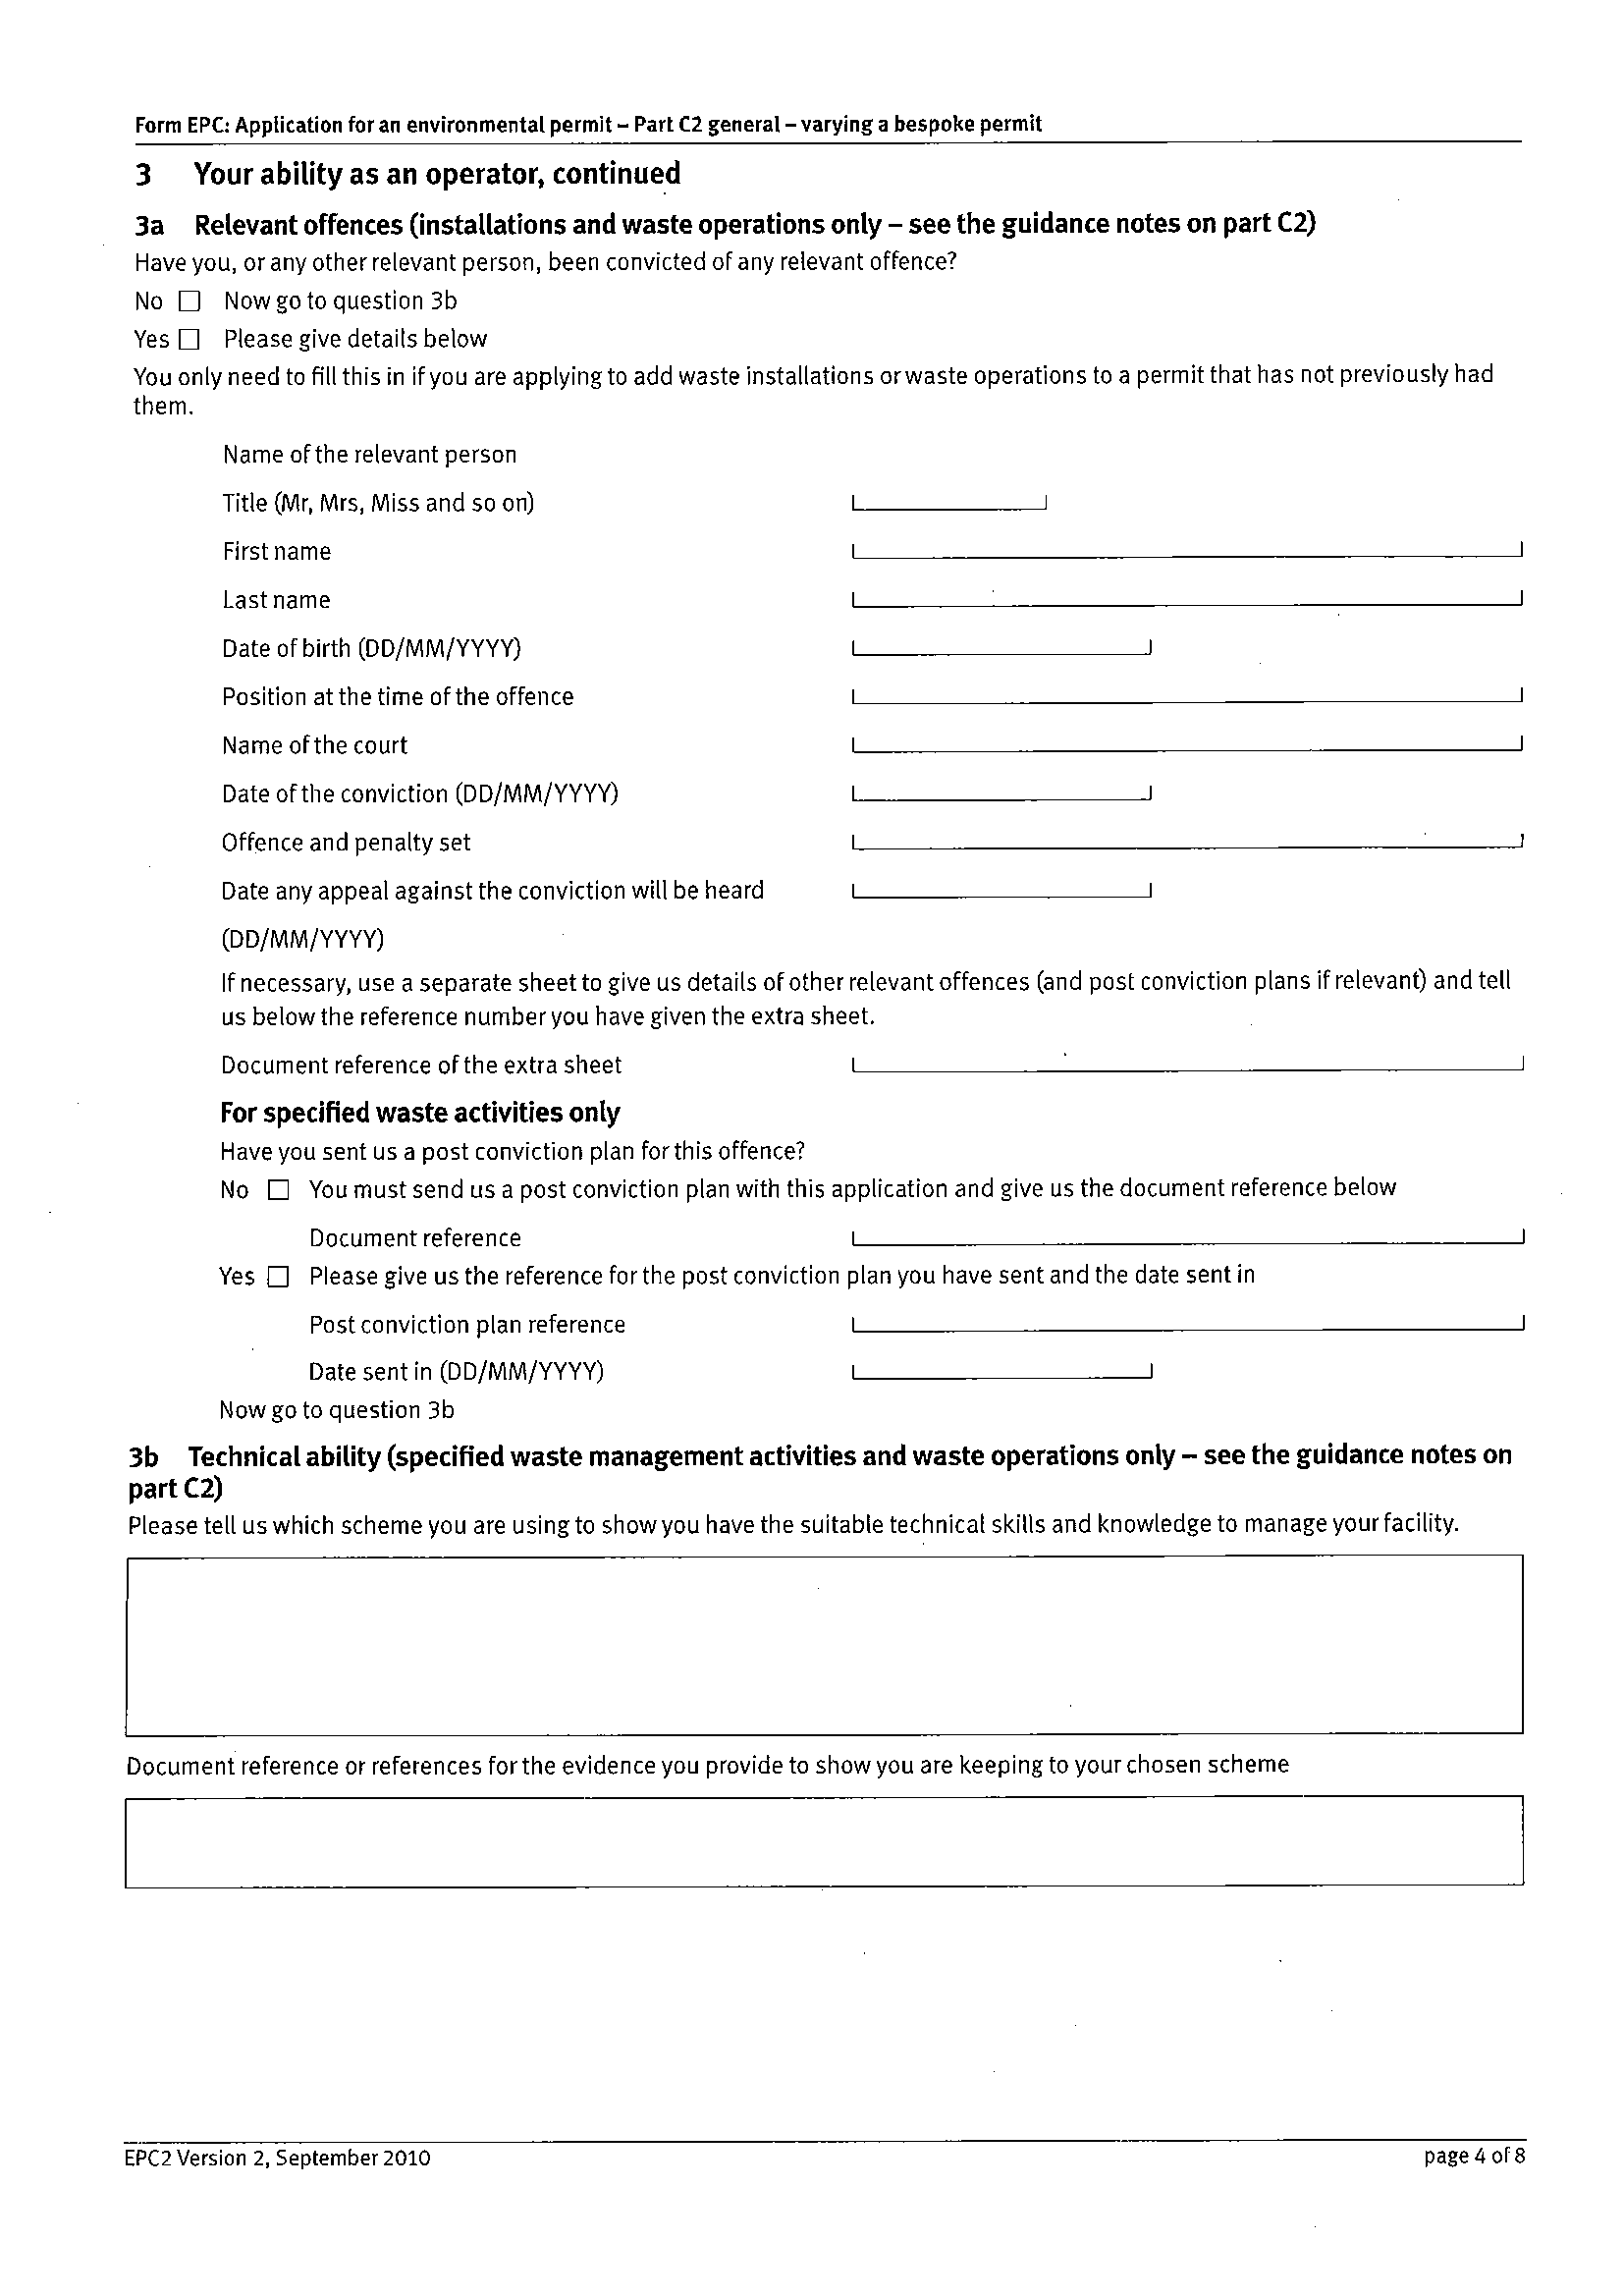 Form EPC: Application for an environmental permit – Part C2 general – varying a bespoke permit
3 Your ability as an operator, continued
3a Relevant offences (installations and waste operations only – see the guidance notes on part C2)
Have you, or any other relevant person, been convicted of any relevant offence?
No ☐ Now go to question 3b
Yes ☐ Please give details below
You only need to fill this in if you are applying to add waste installations or waste operations to a permit that has not previously had
them.
Name of the relevant person
Title (Mr, Mrs, Miss and so on)
First name
Last name
Date of birth (DD/MM/YYYY)
Position at the time of the offence
Name of the court
Date of the conviction (DD/MM/YYYY)
Offence and penalty set
Date any appeal against the conviction will be heard
(DD/MM/YYYY)
If necessary, use a separate sheet to give us details of other relevant offences (and post conviction plans if relevant) and tell
us below the reference number you have given the extra sheet.
Document reference of the extra sheet
For specified waste activities only
Have you sent us a post conviction plan for this offence?
No ☐ You must send us a post conviction plan with this application and give us the document reference below
Document reference
Yes ☐ Please give us the reference for the post conviction plan you have sent and the date sent in
Post conviction plan reference
Date sent in (DD/MM/YYYY)
Now go to question 3b
3b Technical ability (specified waste management activities and waste operations only – see the guidance notes on
part C2)
Please tell us which scheme you are using to show you have the suitable technical skills and knowledge to manage your facility.
Document reference or references for the evidence you provide to show you are keeping to your chosen scheme
EPC2 Version 2, September 2010
page 4 of 8